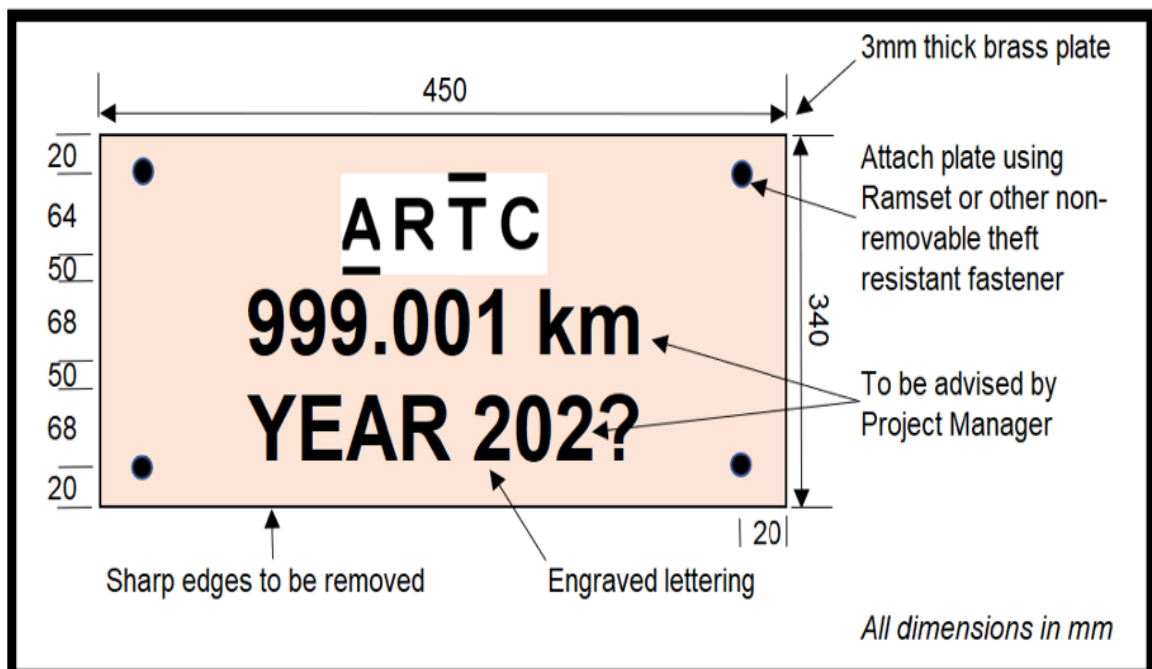 3mm thick brass plate
450
20
64
50
68
50
68
20
Attach plate using
Ramset or other non-
removable theft
resistant fastener
ARTC
999.001 km
YEAR 202?
340
To be advised by
Project Manager
20
Sharp edges to be removed
Engraved lettering
All dimensions in mm